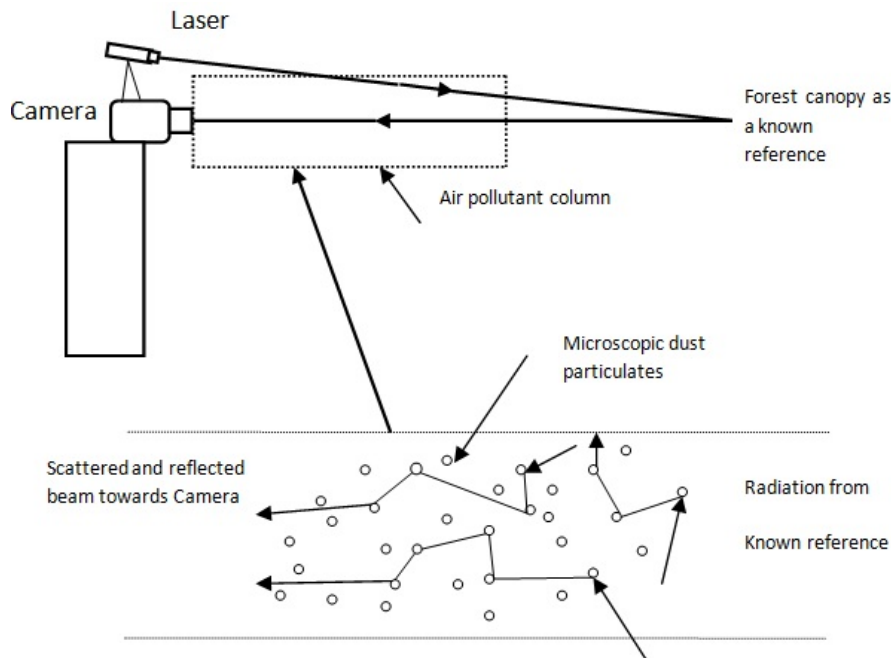 Laser
Camera
Forest canopy as
a known
reference
Air pollutant column
Microscopic dust
particulates
Scattered and reflected
beam towards Camera
Radiation from
Known reference